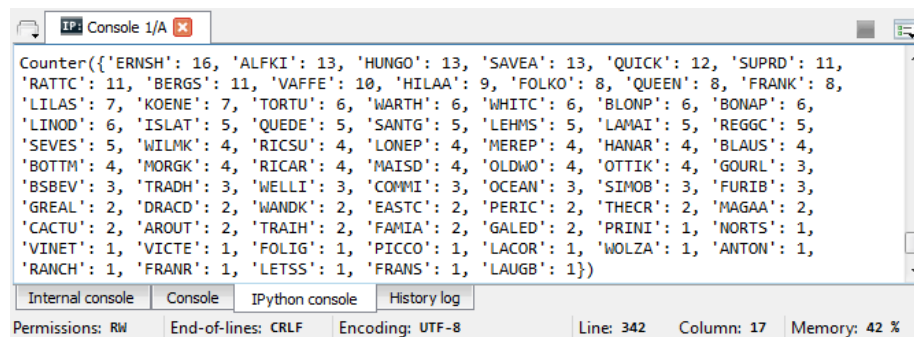 IP: Console 1/A
Counter({'ERNSH': 16, 'ALFKI': 13, 'HUNGO': 13, 'SAVEA': 13, 'QUICK': 12, 'SUPRD': 11,
'RATTC': 11, 'BERGS': 11, 'VAFFE': 10, 'HILAA': 9, 'FOLKO': 8, 'QUEEN': 8, 'FRANK': 8,
'LILAS': 7, 'KOENE': 7, 'TORTU': 6, 'WARTH': 6, 'WHITC': 6, 'BLONP': 6, 'BONAP': 6,
'LINOD': 6, 'ISLAT': 5, 'QUEDE': 5, 'SANTG': 5, 'LEHMS': 5, 'LAMAI': 5, 'REGGC': 5,
'SEVES': 5, 'WILMK': 4, 'RICSU': 4, 'LONEP': 4, 'MEREP': 4, 'HANAR': 4, 'BLAUS': 4,
'BOTTM': 4, 'MORGK': 4, 'RICAR': 4, 'MAISD': 4, 'OLDWO': 4, 'OTTIK': 4, 'GOURL': 3,
'BSBEV': 3, 'TRADH': 3, 'WELLI': 3, 'COMMI': 3, 'OCEAN': 3, 'SIMOB': 3, 'FURIB': 3,
'GREAL': 2, 'DRACD': 2, 'WANDK': 2, 'EASTC': 2, 'PERIC': 2, 'THECR': 2, 'MAGAA': 2,
'CACTU': 2, 'AROUT': 2, 'TRAIH': 2, 'FAMIA': 2, 'GALED': 2, 'PRINI': 1, 'NORTS': 1,
'VINET': 1, 'VICTE': 1, 'FOLIG': 1, 'PICCO': 1, 'LACOR': 1, 'WOLZA': 1, 'ANTON': 1,
'RANCH': 1, 'FRANR': 1, 'LETSS': 1, 'FRANS': 1, 'LAUGB': 1})
Internal console Console IPython console History log
Permissions: RW End-of-lines: CRLF Encoding: UTF-8 Line: 342 Column: 17 Memory: 42 %